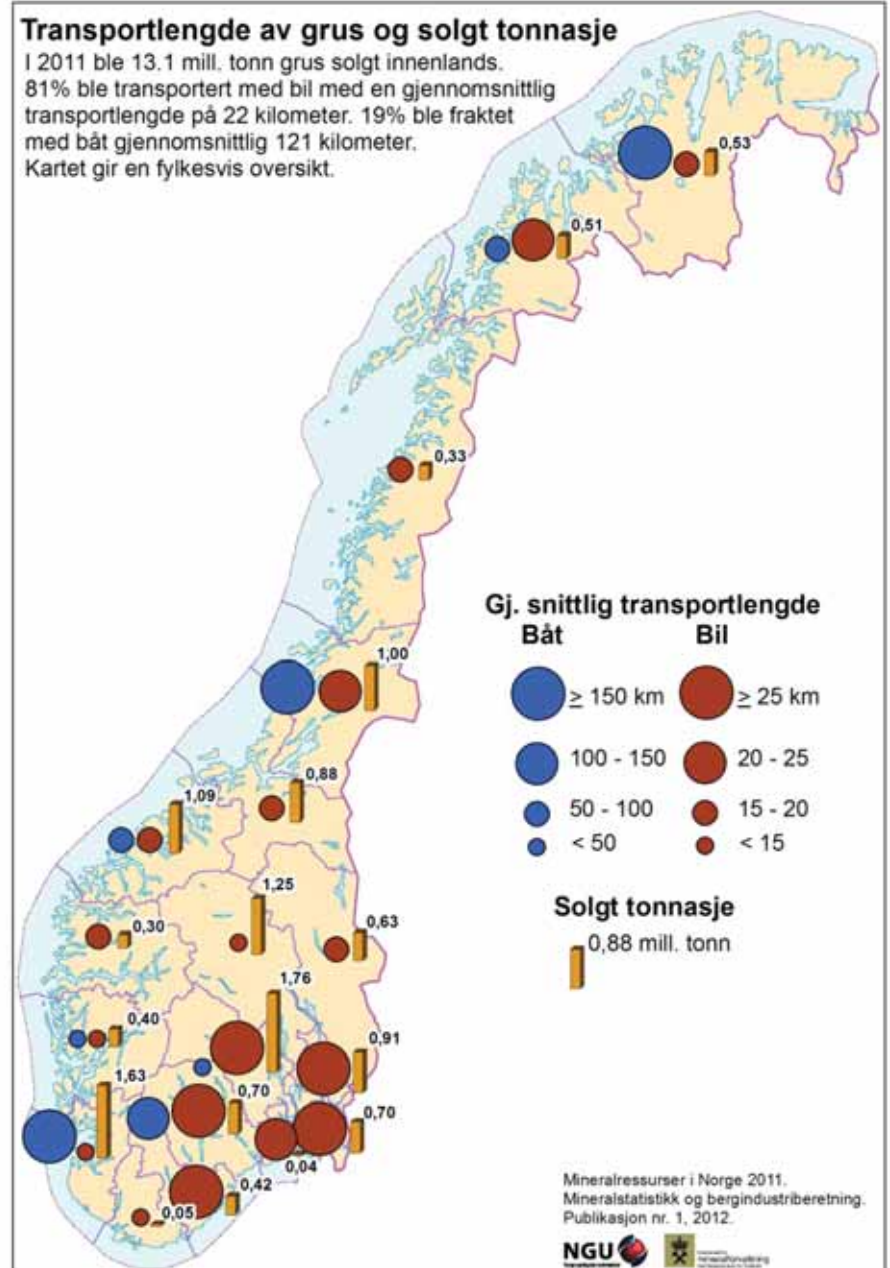 Transportlengde av grus og solgt tonnasje
I 2011 ble 13.1 mill. tonn grus solgt innenlands.
81% ble transportert med bil med en gjennomsnittlig
transportlengde på 22 kilometer. 19% ble fraktet
med båt gjennomsnittlig 121 kilometer.
Kartet gir en fylkesvis oversikt.
0,53
0,51
0,33
1,00
0,88
1,09
1,25
0,63
0,30
1,76
0,40
0,91
1,63
0,70
0,70
0,04
0,42
0,05
Gj. snittlig transportlengde
Båt Bil
≥ 150 km ≥ 25 km
100 - 150 20 - 25
50 - 100 15 - 20
< 50 < 15
Solgt tonnasje
0,88 mill. tonn
Mineralressurser i Norge 2011.
Mineralstatistikk og bergindustriberetning.
Publikasjon nr. 1, 2012.
NGU